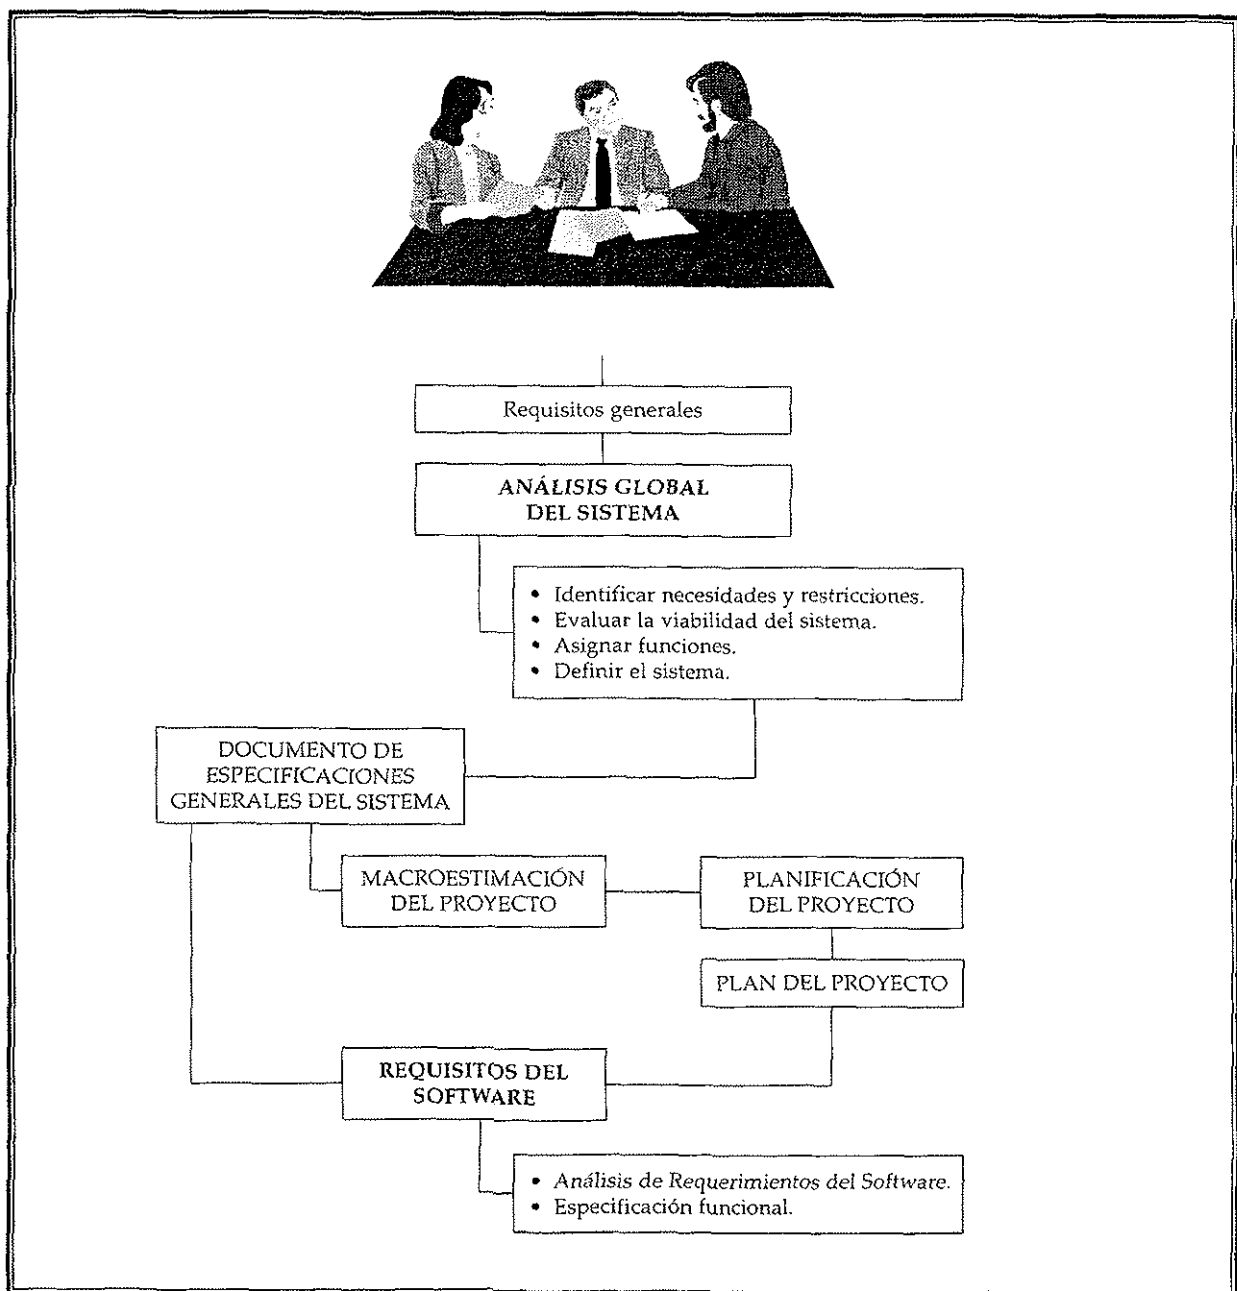 Requisitos generales
ANÁLISIS GLOBAL
DEL SISTEMA
• Identificar necesidades y restricciones.
• Evaluar la viabilidad del sistema.
• Asignar funciones.
• Definir el sistema.
DOCUMENTO DE
ESPECIFICACIONES
GENERALES DEL SISTEMA
MACROESTIMACIÓN
DEL PROYECTO
PLANIFICACIÓN
DEL PROYECTO
PLAN DEL PROYECTO
REQUISITOS DEL
SOFTWARE
• Análisis de Requerimientos del Software.
• Especificación funcional.